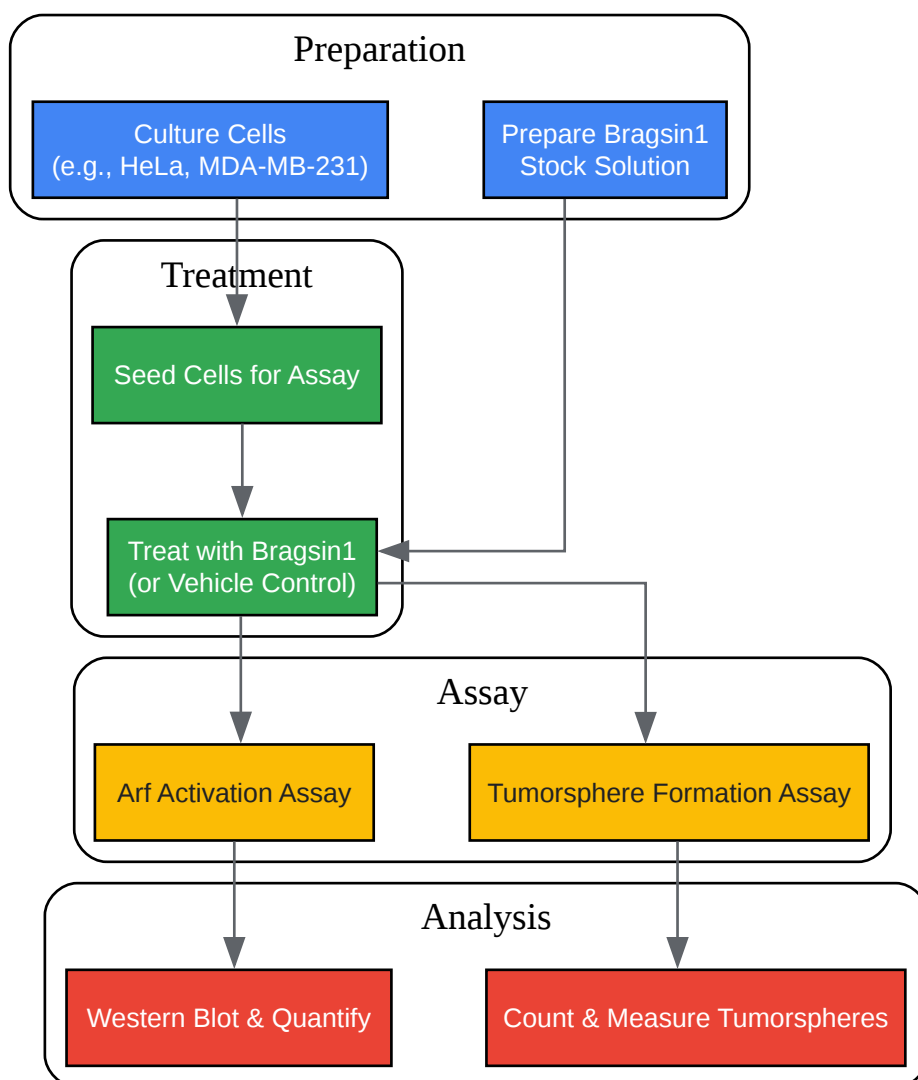 Preparation
Culture Cells
(e.g., HeLa, MDA-MB-231)
Prepare Bragsin1
Stock Solution
Treatment
Seed Cells for Assay
Treat with Bragsin1
(or Vehicle Control)
Assay
Arf Activation Assay
Tumorsphere Formation Assay
Analysis
Western Blot & Quantify
Count & Measure Tumorspheres